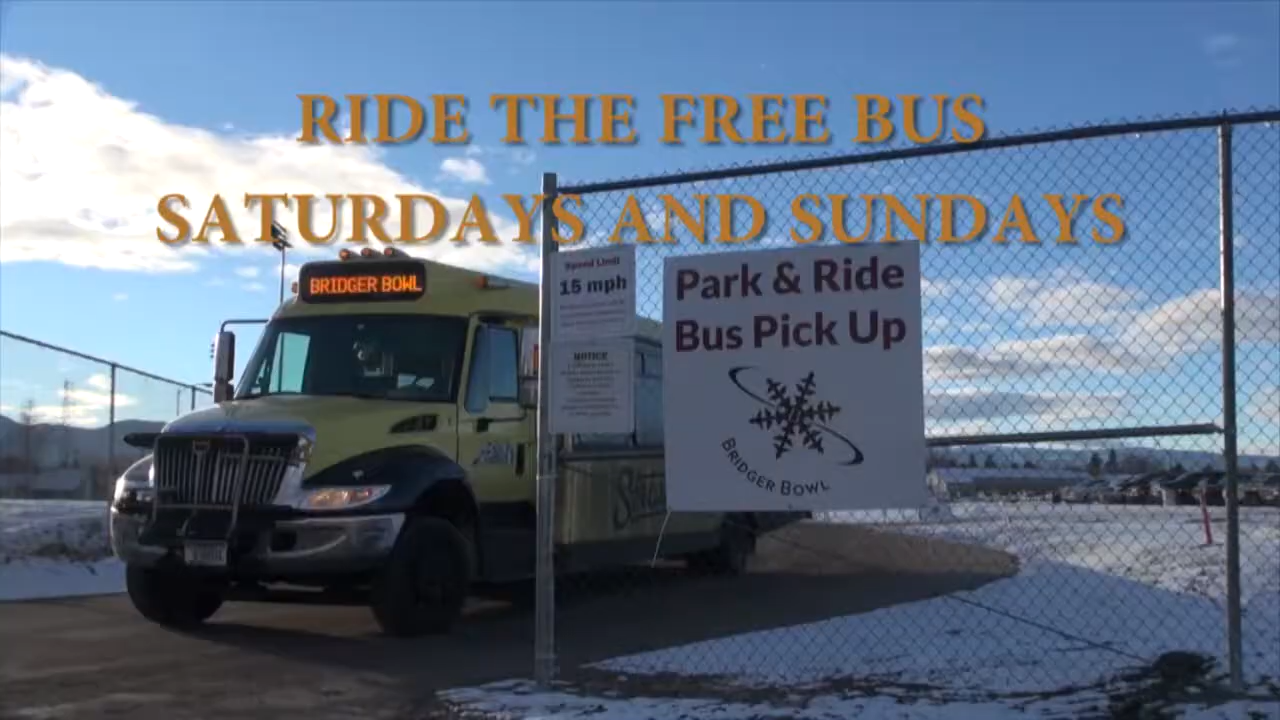 RIDE THE FREE BUS
SATURDAYS AND SUNDAYS
BRIDGER BOWL
Speed Limit
15 mph
NOTICE
Park & Ride
Bus Pick Up
BRIDGER BOWL